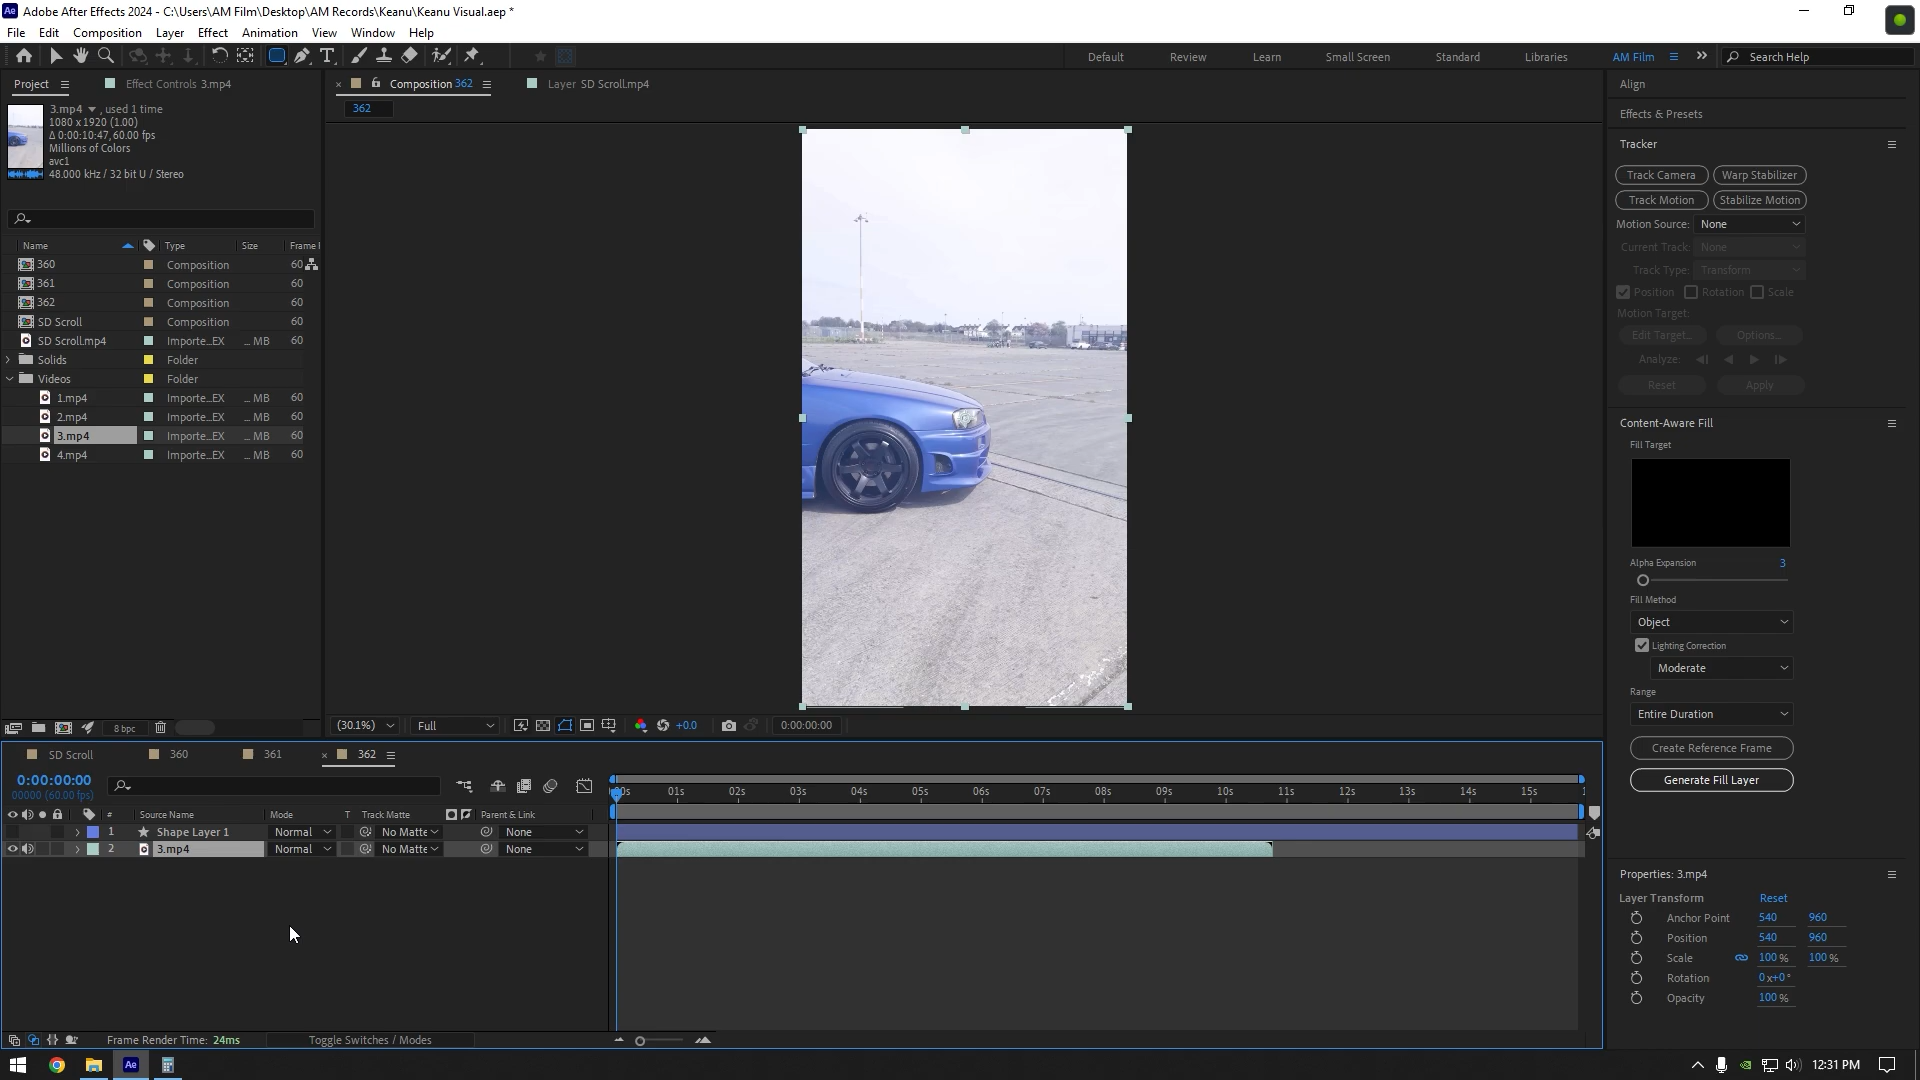 Adobe After Effects 2024 - C:\Users\AM Film\Desktop\AM Records\Keanu\Keanu Visual.aep *
File Edit Composition Layer Effect Animation View Window Help
Default Review Learn Small Screen Standard Libraries AM Film Search Help
Project Effect Controls 3.mp4
3.mp4 , used 1 time
1080 x 1920 (1.00)
Δ 0:00:10:47, 60.00 fps
Millions of Colors
avc1
48.000 kHz / 32 bit U / Stereo
Name Type Size Frame
360 Composition 60
361 Composition 60
362 Composition 60
SD Scroll Composition 60
SD Scroll.mp4 Importe...EX ... MB 60
Solids Folder
Videos Folder
1.mp4 Importe...EX ... MB 60
2.mp4 Importe...EX ... MB 60
3.mp4 Importe...EX ... MB 60
4.mp4 Importe...EX ... MB 60
8 bpc
Composition 362 Layer SD Scroll.mp4
362
(30.1%) Full +0.0 0:00:00:00
Align
Effects & Presets
Tracker
Track Camera Warp Stabilizer
Track Motion Stabilize Motion
Motion Source: None
Current Track: None
Track Type: Transform
Position Rotation Scale
Motion Target:
Edit Target... Options...
Analyze:
Reset Apply
Content-Aware Fill
Fill Target
Alpha Expansion 3
Fill Method
Object
Lighting Correction
Moderate
Range
Entire Duration
Create Reference Frame
Generate Fill Layer
Properties: 3.mp4
Layer Transform Reset
Anchor Point 540 960
Position 540 960
Scale 100 % 100 %
Rotation 0x+0°
Opacity 100 %
SD Scroll 360 361 362
0:00:00:00
00000 (60.00 fps)
00s 01s 02s 03s 04s 05s 06s 07s 08s 09s 10s 11s 12s 13s 14s 15s
# Source Name Mode T Track Matte Parent & Link
1 Shape Layer 1 Normal No Matte None
2 3.mp4 Normal No Matte None
Frame Render Time: 24ms Toggle Switches / Modes
Ae
12:31 PM